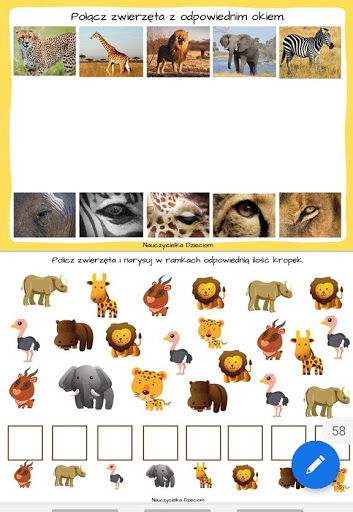 Połącz zwierzęta z odpowiednim okiem.
Nauczycielka Dzieciom
Policz zwierzęta i narysuj w ramkach odpowiednią ilość kropek.
58
Nauczycielka Dzieciom